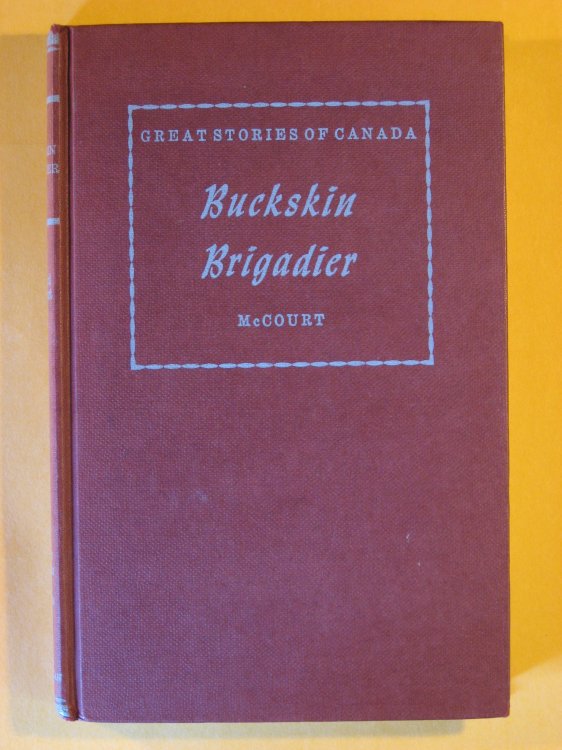 GREAT STORIES OF CANADA
Buckskin
Brigadier
McCOURT